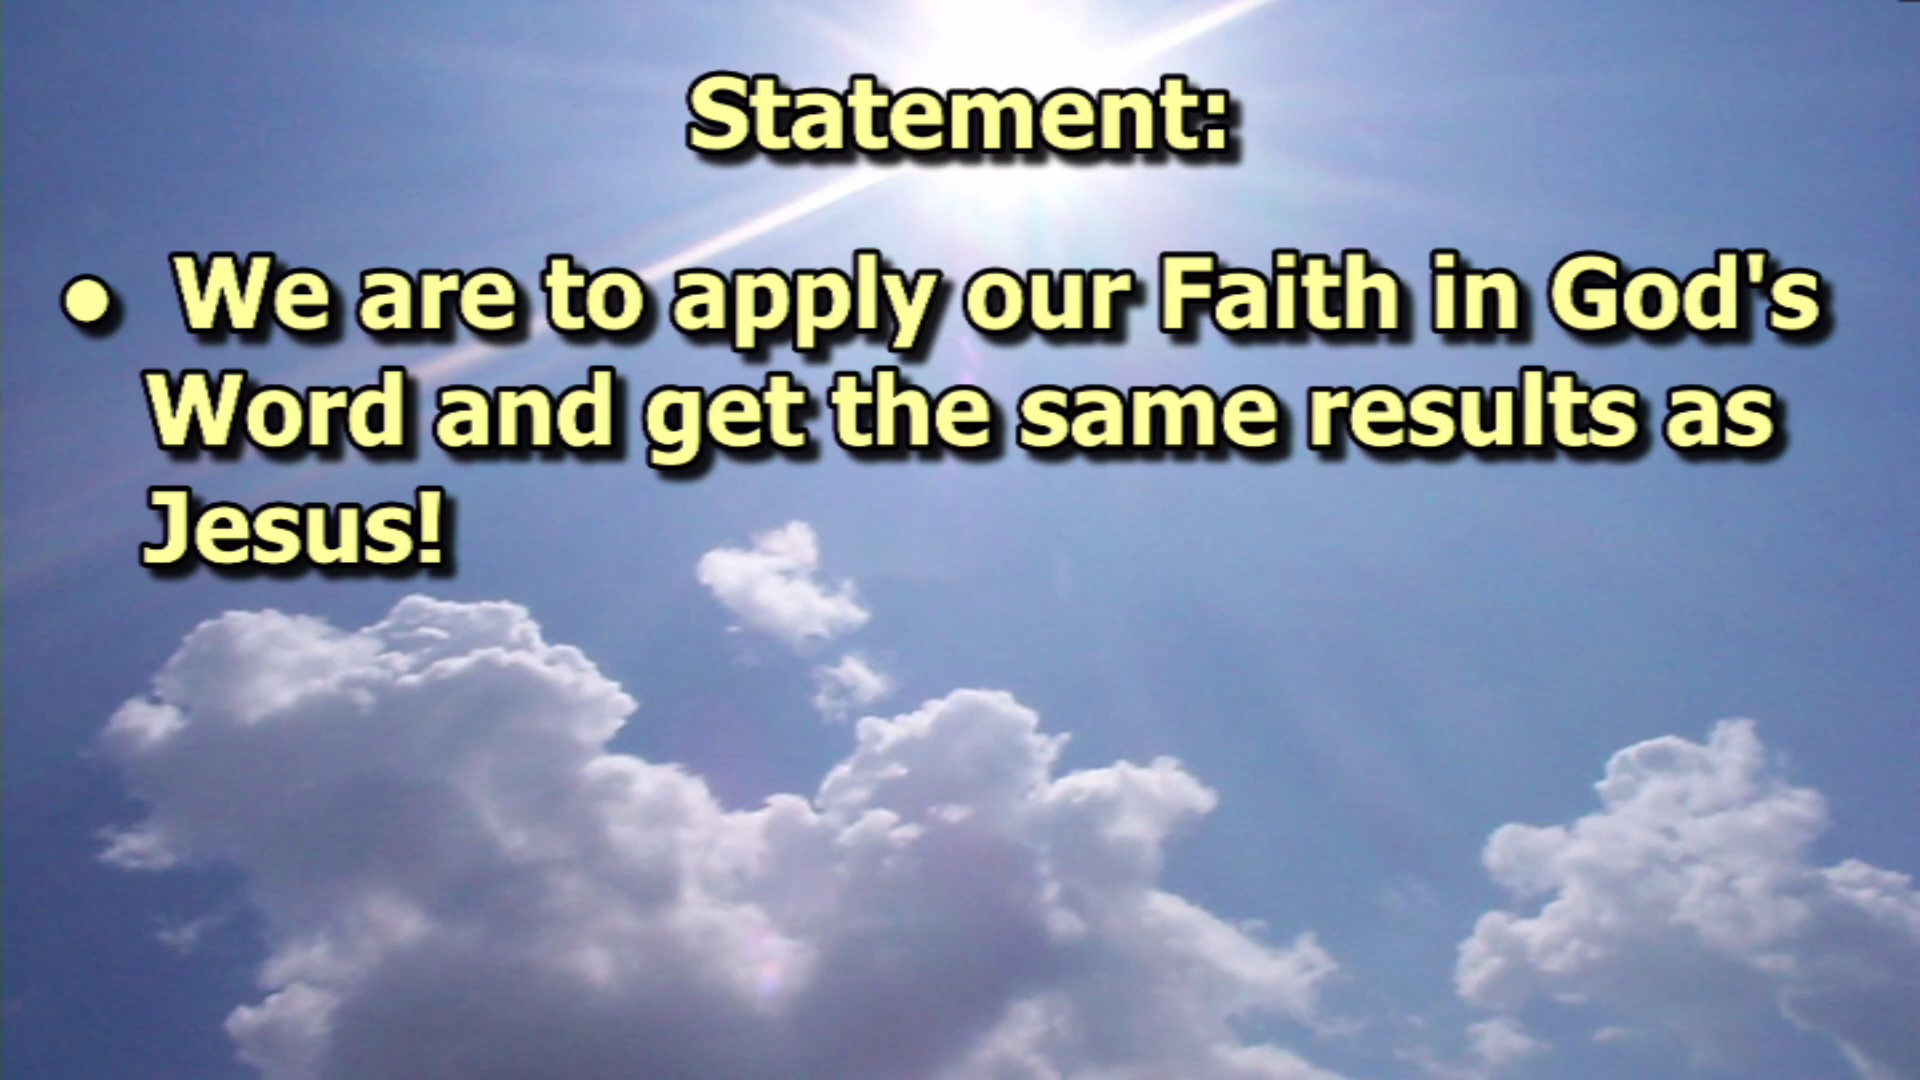 Statement:
• We are to apply our Faith in God's
Word and get the same results as
Jesus!